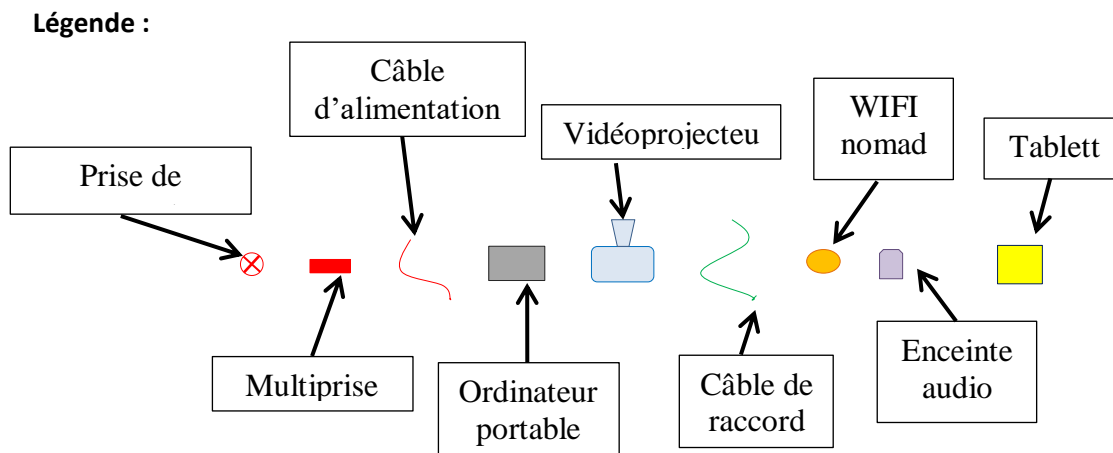 Légende :
Câble
d'alimentation
Vidéoprojecteu
WIFI
nomad
Tablett
Prise de
Multiprise
Ordinateur
portable
Câble de
raccord
Enceinte
audio